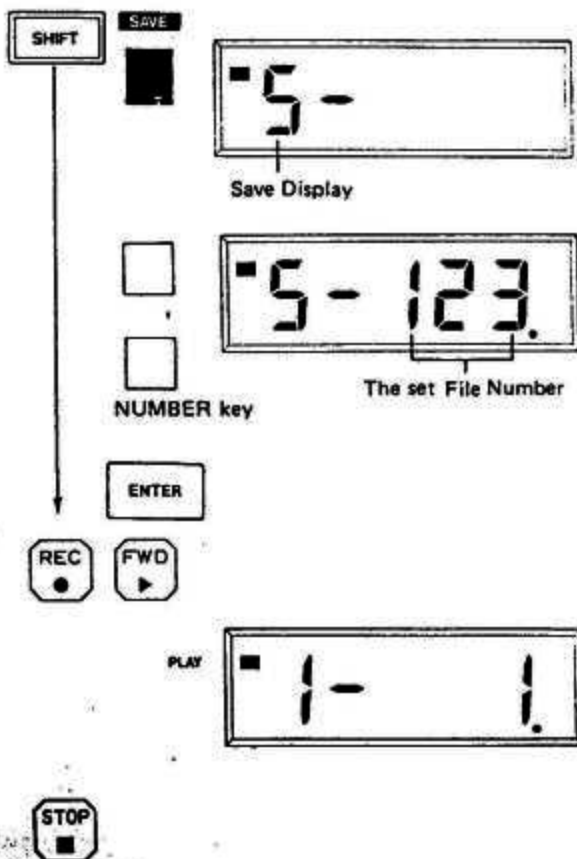 SAVE
SHIFT
S -
Save Display
S - 123.
The set File Number
NUMBER key
ENTER
REC FWD
PLAY
1 - 1.
STOP